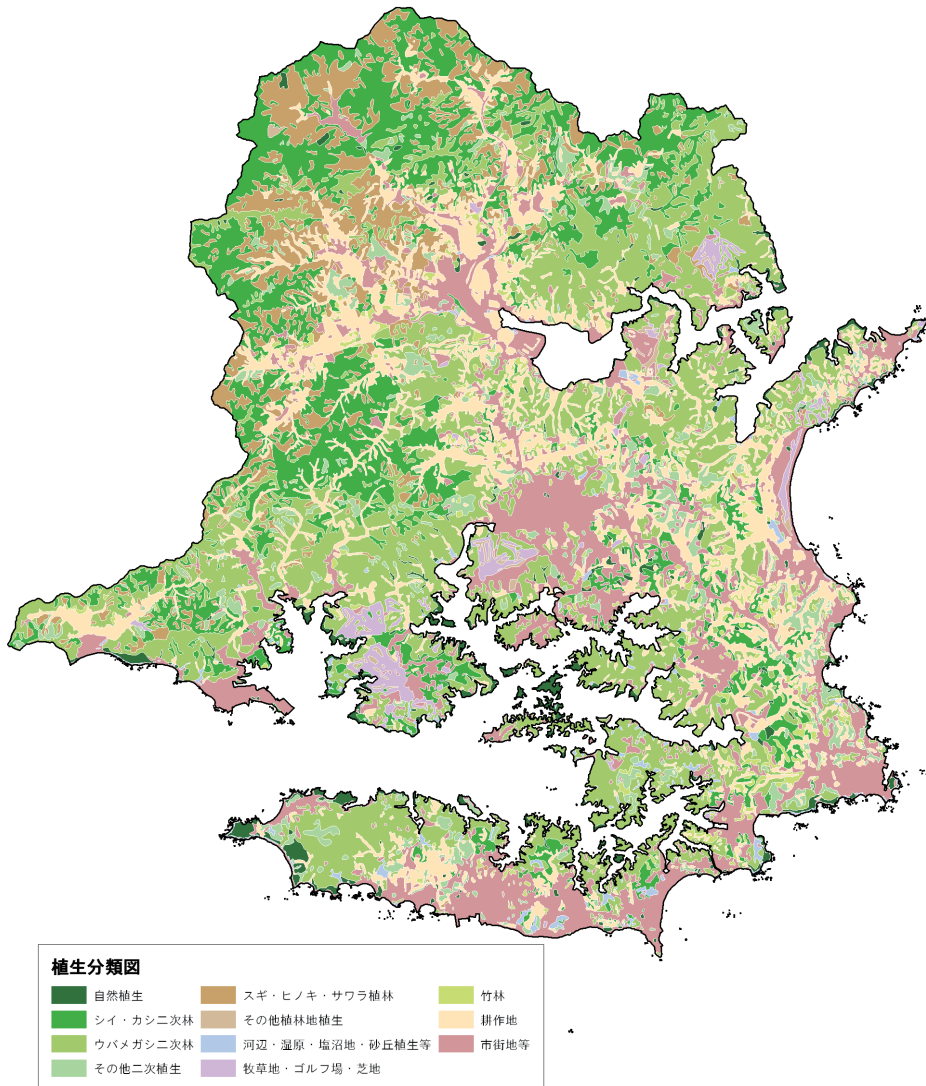 植生分類図
自然植生
シイ・カシ二次林
ウバメガシ二次林
その他二次植生
スギ・ヒノキ・サワラ植林
その他植林地植生
河辺・湿原・塩沼地・砂丘植生等
牧草地・ゴルフ場・芝地
竹林
耕作地
市街地等